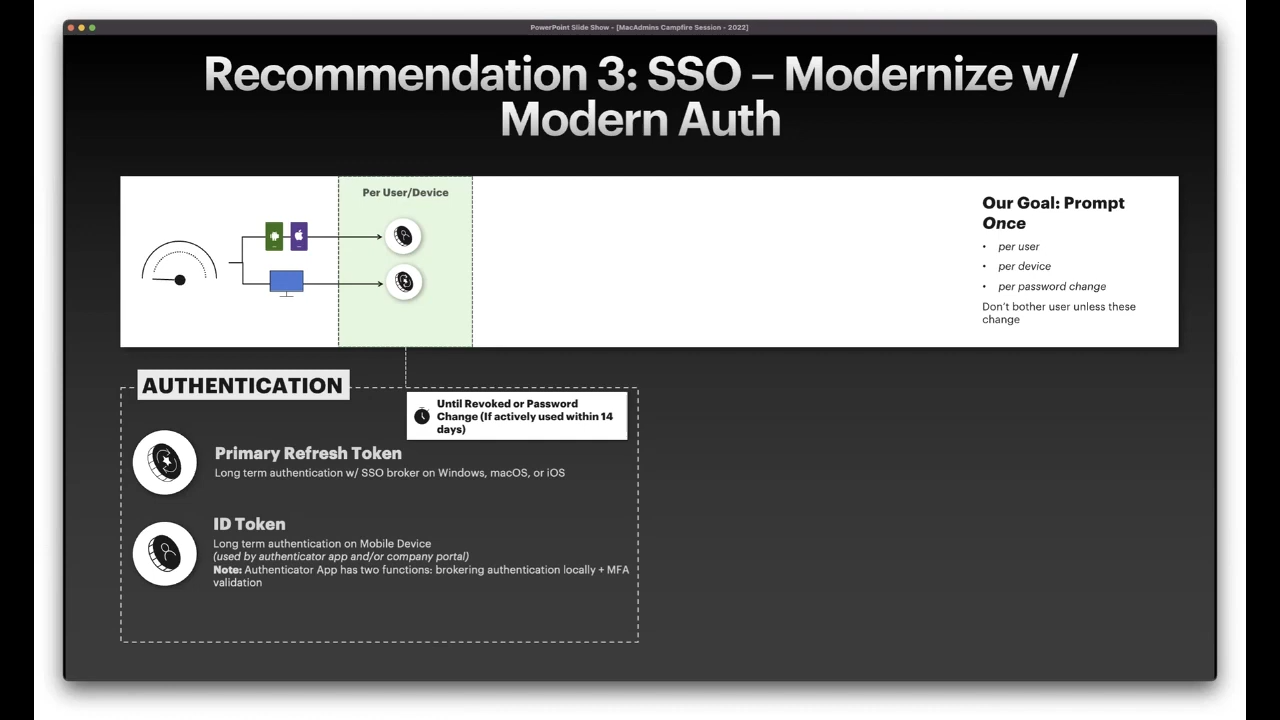 PowerPoint Slide Show - [MacAdmins Campfire Session - 2022]
Recommendation 3: SSO – Modernize w/
Modern Auth
Per User/Device
Our Goal: Prompt
Once
• per user
• per device
• per password change
Don't bother user unless these
change
AUTHENTICATION
Until Revoked or Password
Change (If actively used within 14
days)
Primary Refresh Token
Long term authentication w/ SSO broker on Windows, macOS, or iOS
ID Token
Long term authentication on Mobile Device
(used by authenticator app and/or company portal)
Note: Authenticator App has two functions: brokering authentication locally + MFA
validation